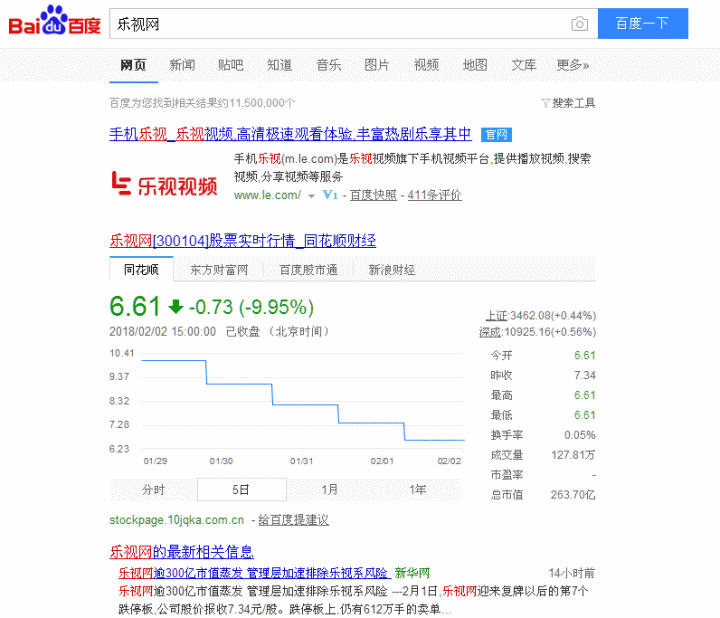 Bai du 百度
乐视网
百度一下
网页 新闻 贴吧 知道 音乐 图片 视频 地图 文库 更多»
百度为您找到相关结果约11,500,000个
搜索工具
手机乐视_乐视视频,高清极速观看体验,丰富热剧乐享其中 官网
乐视视频
手机乐视(m.le.com)是乐视视频旗下手机视频平台,提供播放视频,搜索
视频,分享视频等服务
www.le.com/ V1 - 百度快照 - 411条评价
乐视网[300104]股票实时行情_同花顺财经
同花顺 东方财富网 百度股市通 新浪财经
6.61 -0.73 (-9.95%)
2018/02/02 15:00:00 已收盘 (北京时间)
上证:3462.08(+0.44%)
深成:10925.16(+0.56%)
10.41
9.37
8.32
7.28
6.23
01/29 01/30 01/31 02/01 02/02
今开 6.61
昨收 7.34
最高 6.61
最低 6.61
换手率 0.05%
成交量 127.81万
市盈率 -
总市值 263.70亿
分时 5日 1月 1年
stockpage.10jqka.com.cn - 给百度提建议
乐视网的最新相关信息
乐视网逾300亿市值蒸发 管理层加速排除乐视系风险 新华网 14小时前
乐视网逾300亿市值蒸发 管理层加速排除乐视系风险 ---2月1日,乐视网迎来复牌以后的第7个
跌停板,公司股价报收7.34元/股。跌停板上,仍有612万手的卖单...